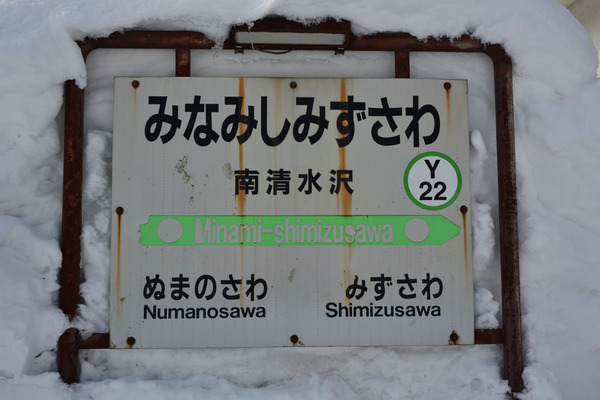 みなみしみずさわ
南清水沢
Y
22
Minami-shimizusawa
ぬまのさわ みずさわ
Numanosawa Shimizusawa